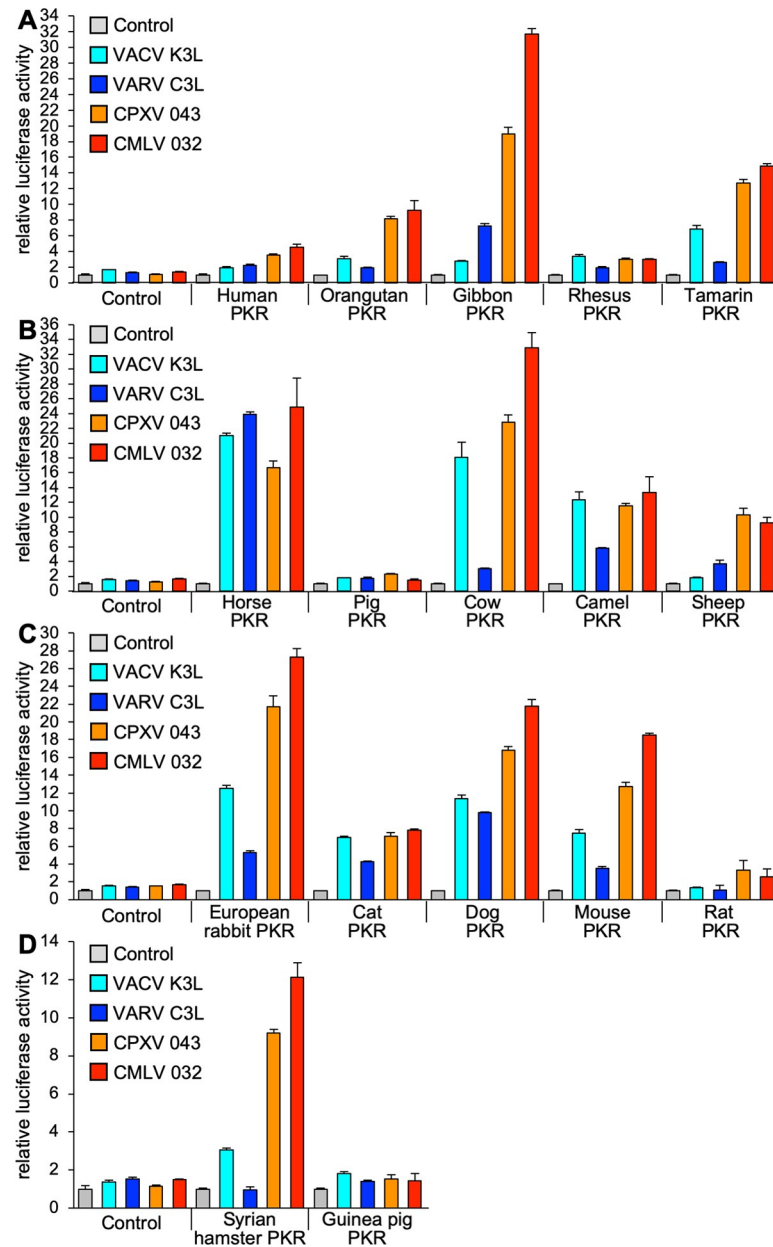 A
relative luciferase activity
34
32
30
28
26
24
22
20
18
16
14
12
10
8
6
4
2
0
Control
VACV K3L
VARV C3L
CPXV 043
CMLV 032
Control Human Orangutan Gibbon Rhesus Tamarin
PKR PKR PKR PKR PKR
B
relative luciferase activity
36
34
32
30
28
26
24
22
20
18
16
14
12
10
8
6
4
2
0
Control
VACV K3L
VARV C3L
CPXV 043
CMLV 032
Control Horse Pig Cow Camel Sheep
PKR PKR PKR PKR PKR
C
relative luciferase activity
30
28
26
24
22
20
18
16
14
12
10
8
6
4
2
0
Control
VACV K3L
VARV C3L
CPXV 043
CMLV 032
Control European Cat Dog Mouse Rat
rabbit PKR PKR PKR PKR PKR
D
relative luciferase activity
14
12
10
8
6
4
2
0
Control
VACV K3L
VARV C3L
CPXV 043
CMLV 032
Control Syrian Guinea pig
hamster PKR PKR